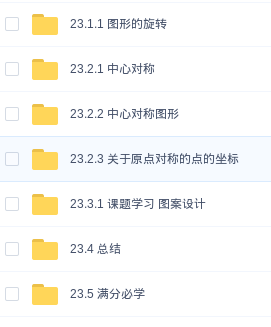 23.1.1 图形的旋转
23.2.1 中心对称
23.2.2 中心对称图形
23.2.3 关于原点对称的点的坐标
23.3.1 课题学习 图案设计
23.4 总结
23.5 满分必学